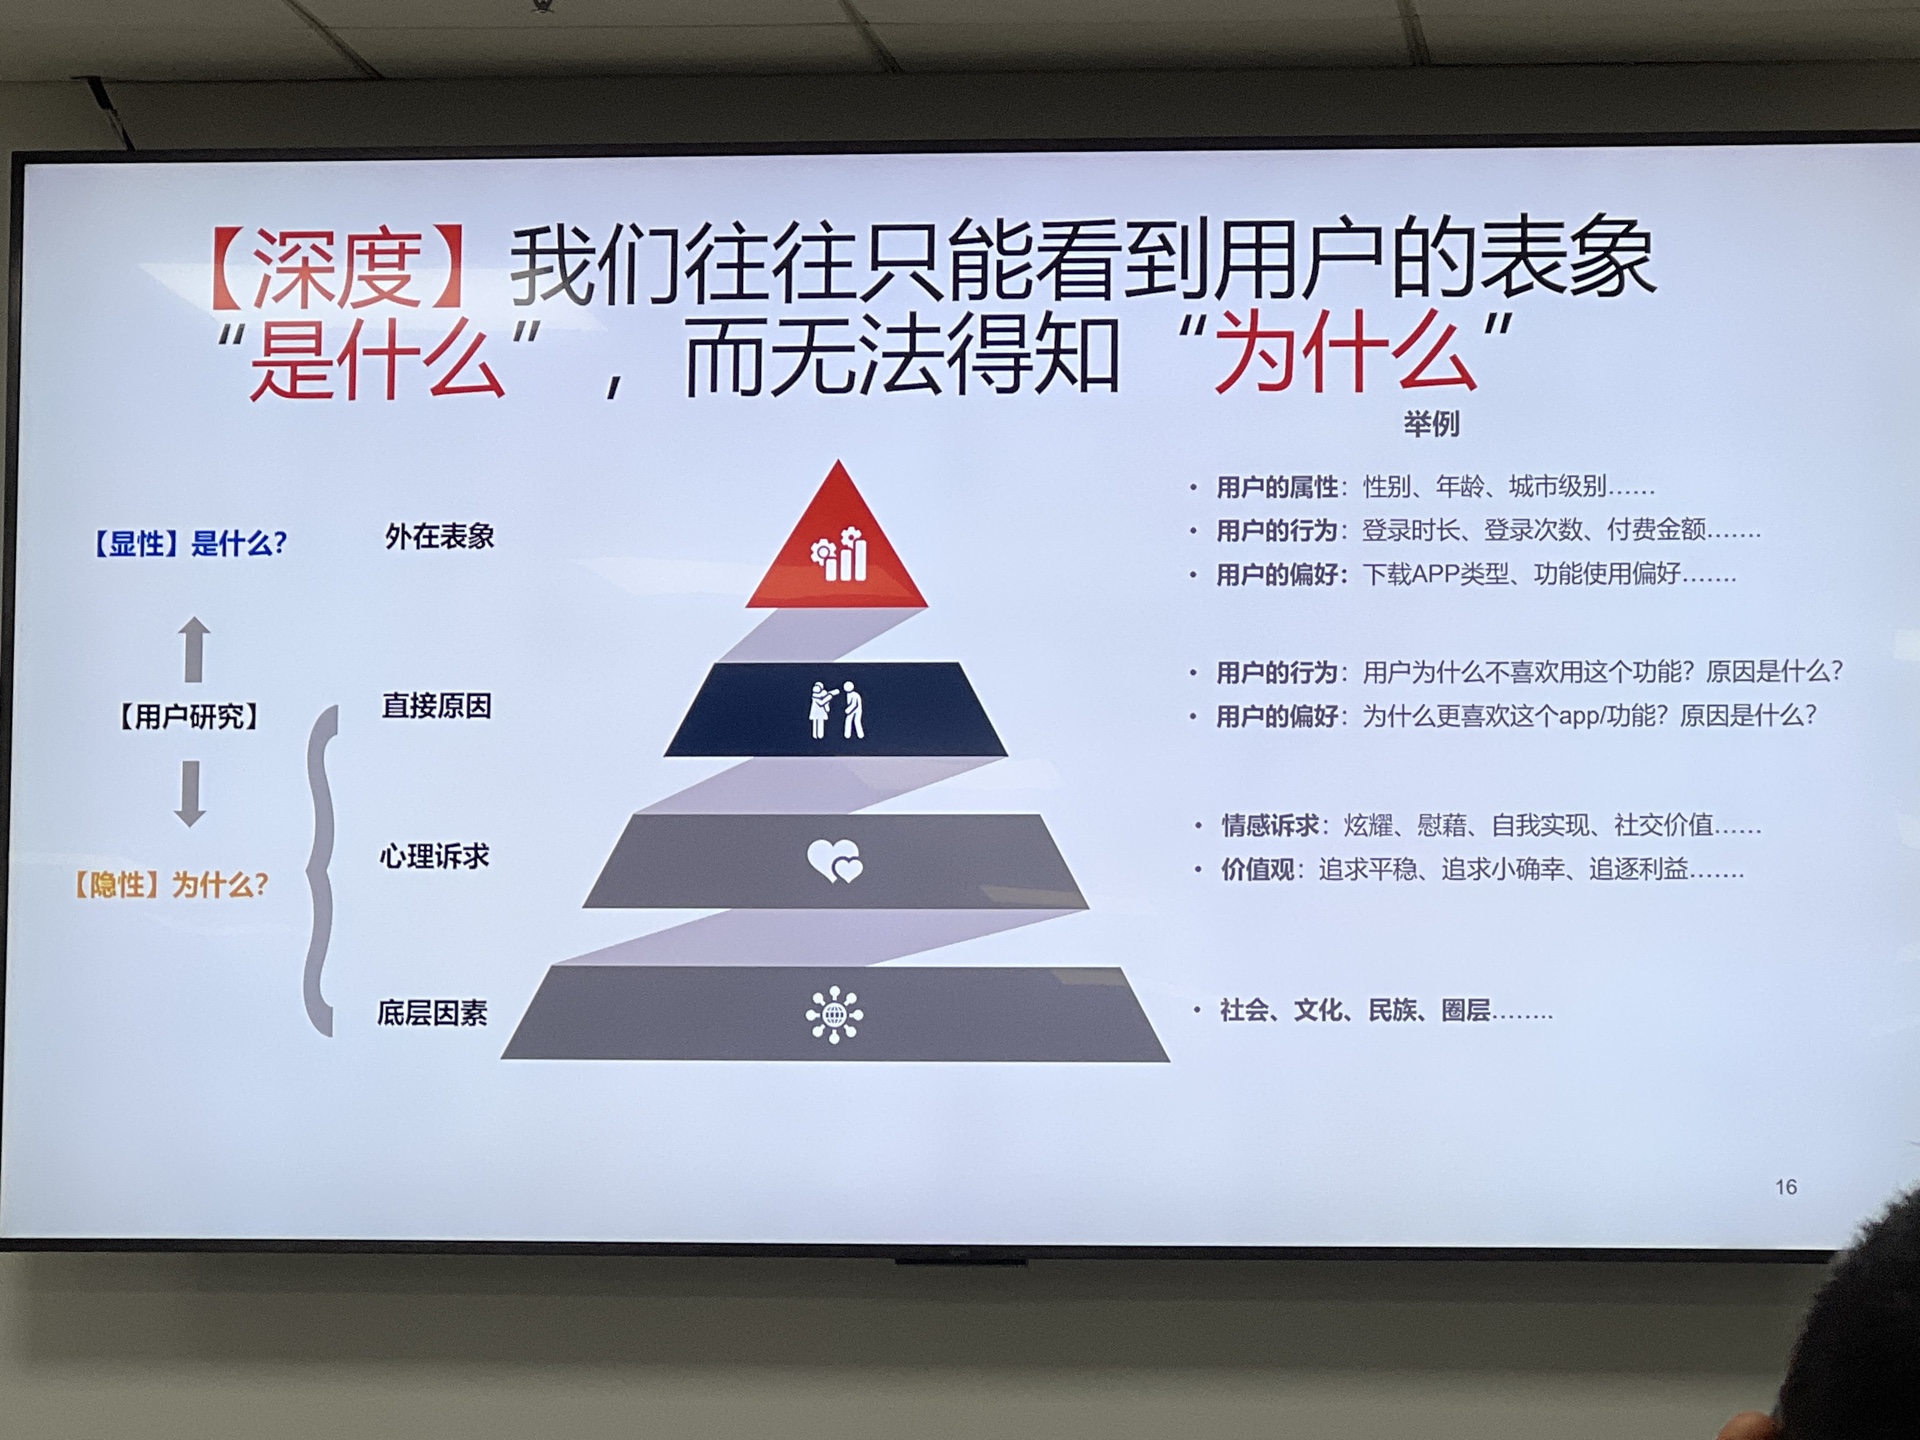 【深度】我们往往只能看到用户的表象
“是什么”，而无法得知“为什么”
举例
【显性】是什么？
外在表象
• 用户的属性：性别、年龄、城市级别……
• 用户的行为：登录时长、登录次数、付费金额…….
• 用户的偏好：下载APP类型、功能使用偏好…….
【用户研究】
直接原因
• 用户的行为：用户为什么不喜欢用这个功能？原因是什么？
• 用户的偏好：为什么更喜欢这个app/功能？原因是什么？
【隐性】为什么？
心理诉求
• 情感诉求：炫耀、慰藉、自我实现、社交价值……
• 价值观：追求平稳、追求小确幸、追逐利益…….
底层因素
• 社会、文化、民族、圈层……..
16